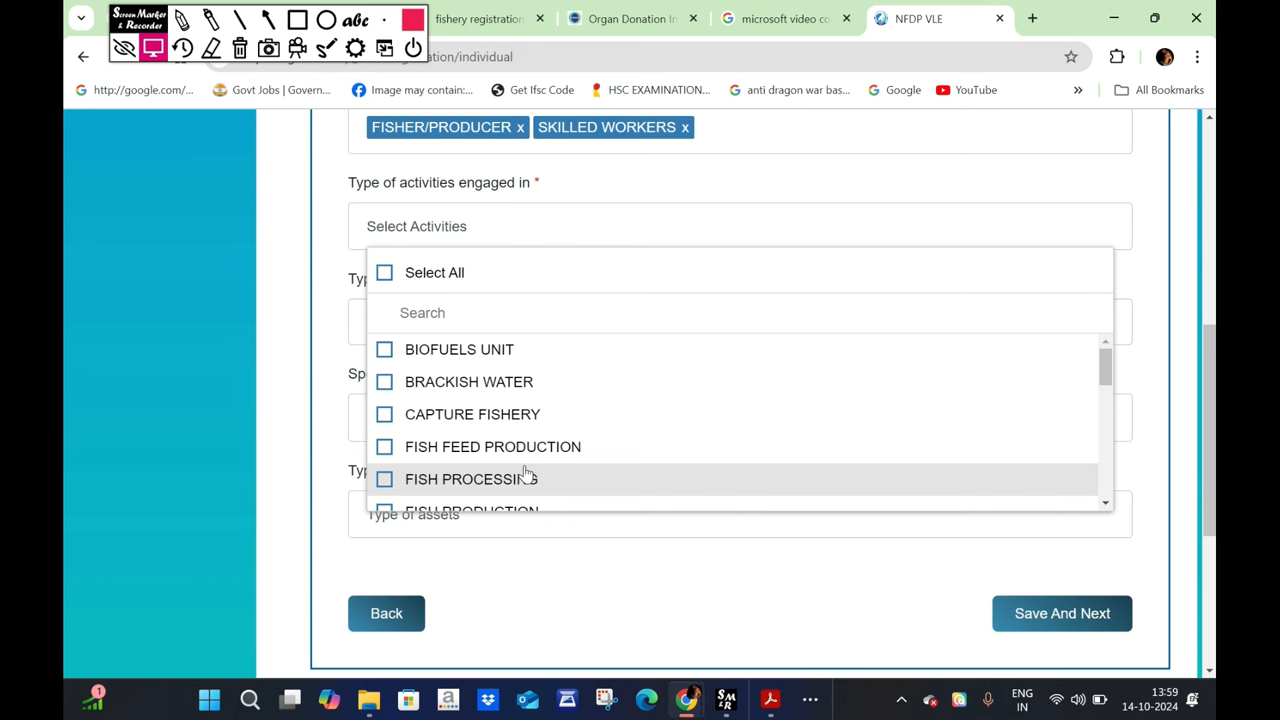 Screen Marker
& Recorder
abc
fishery registration
Organ Donation In
microsoft video co
NFDP VLE
ation/individual
http://google.com/...
Govt Jobs | Govern...
Image may contain:...
Get Ifsc Code
HSC EXAMINATION...
anti dragon war bas...
Google
YouTube
»
All Bookmarks
FISHER/PRODUCER x
SKILLED WORKERS x
Type of activities engaged in *
Select Activities
Select All
Search
BIOFUELS UNIT
BRACKISH WATER
CAPTURE FISHERY
FISH FEED PRODUCTION
FISH PROCESSING
FISH PRODUCTION
Type of assets
Back
Save And Next
1
ENG
IN
13:59
14-10-2024